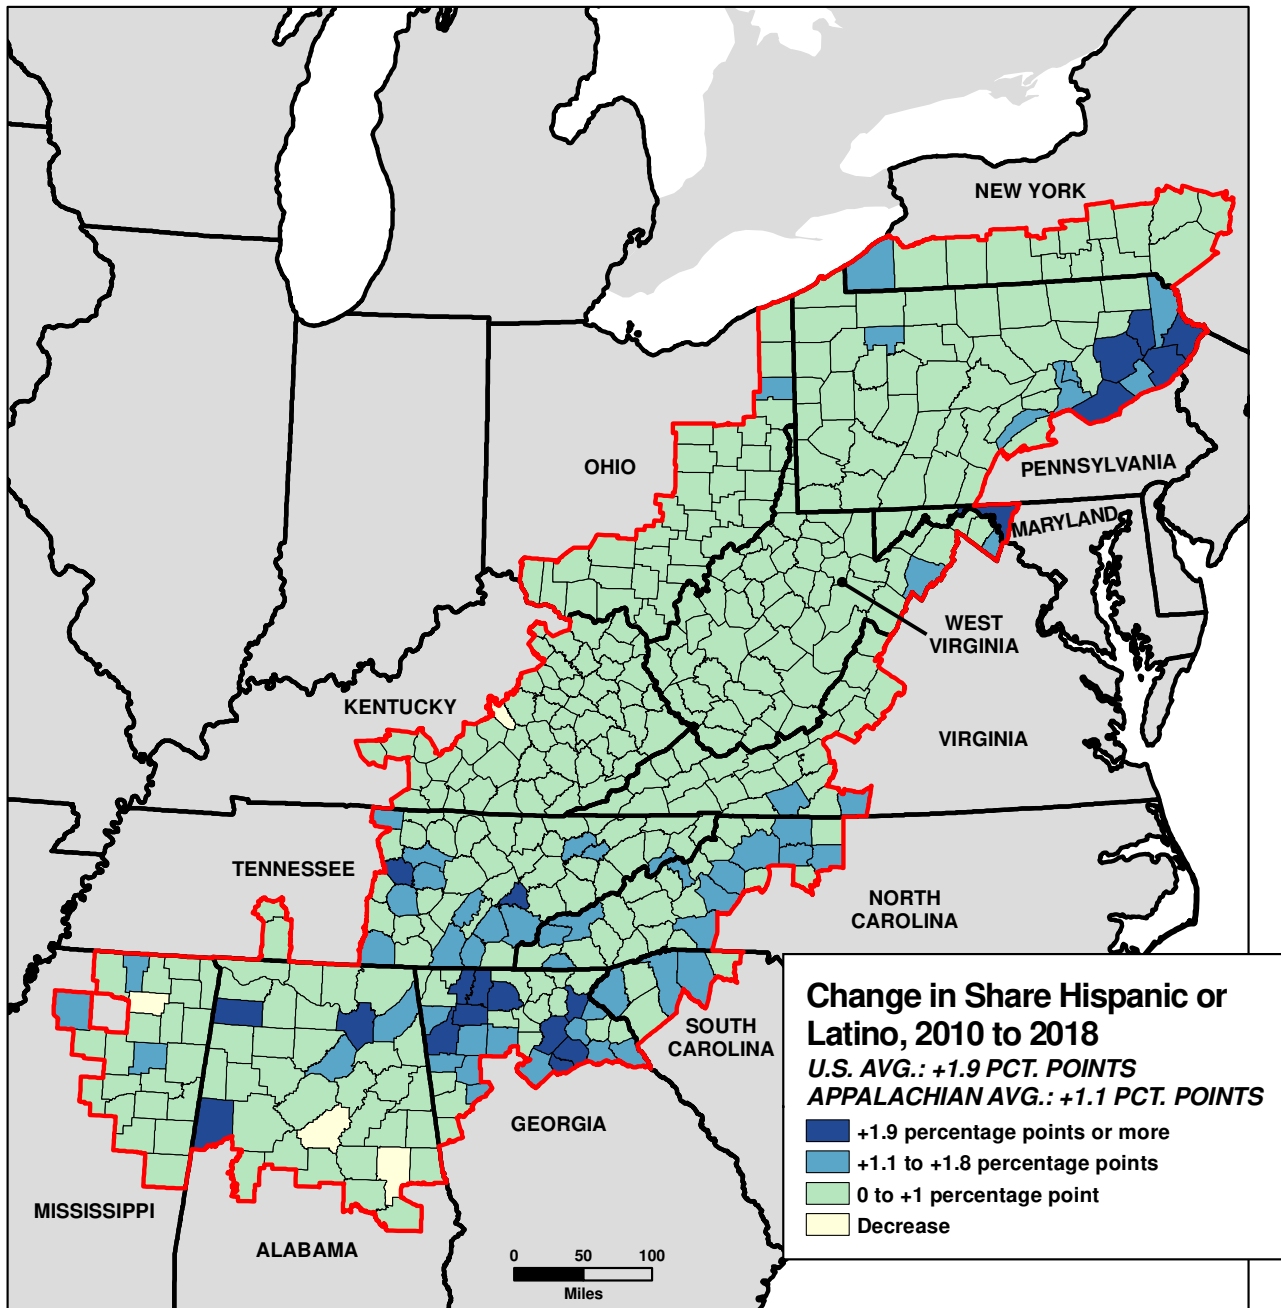 NEW YORK
OHIO
PENNSYLVANIA
MARYLAND
WEST
VIRGINIA
KENTUCKY
VIRGINIA
TENNESSEE
NORTH
CAROLINA
SOUTH
CAROLINA
GEORGIA
MISSISSIPPI
ALABAMA
Change in Share Hispanic or
Latino, 2010 to 2018
U.S. AVG.: +1.9 PCT. POINTS
APPALACHIAN AVG.: +1.1 PCT. POINTS
+1.9 percentage points or more
+1.1 to +1.8 percentage points
0 to +1 percentage point
Decrease
0 50 100
Miles